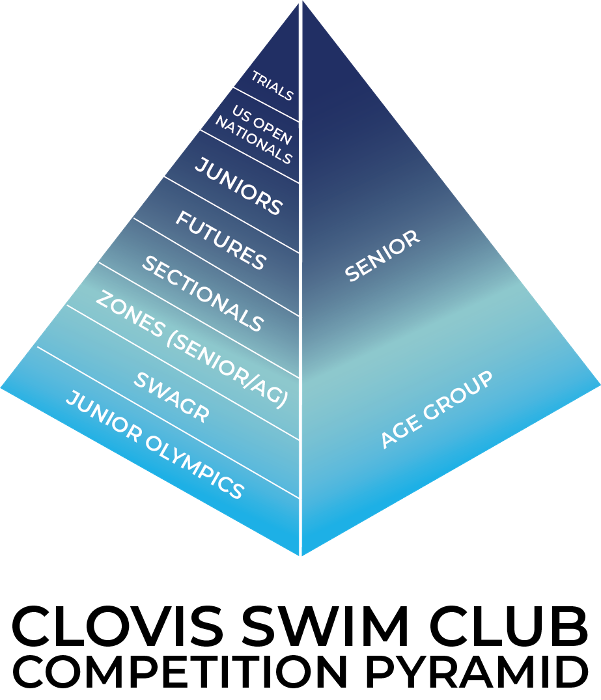 TRIALS
US OPEN
NATIONALS
JUNIORS
FUTURES
SECTIONALS
ZONES (SENIOR/AG)
SWAGR
JUNIOR OLYMPICS
SENIOR
AGE GROUP
CLOVIS SWIM CLUB
COMPETITION PYRAMID